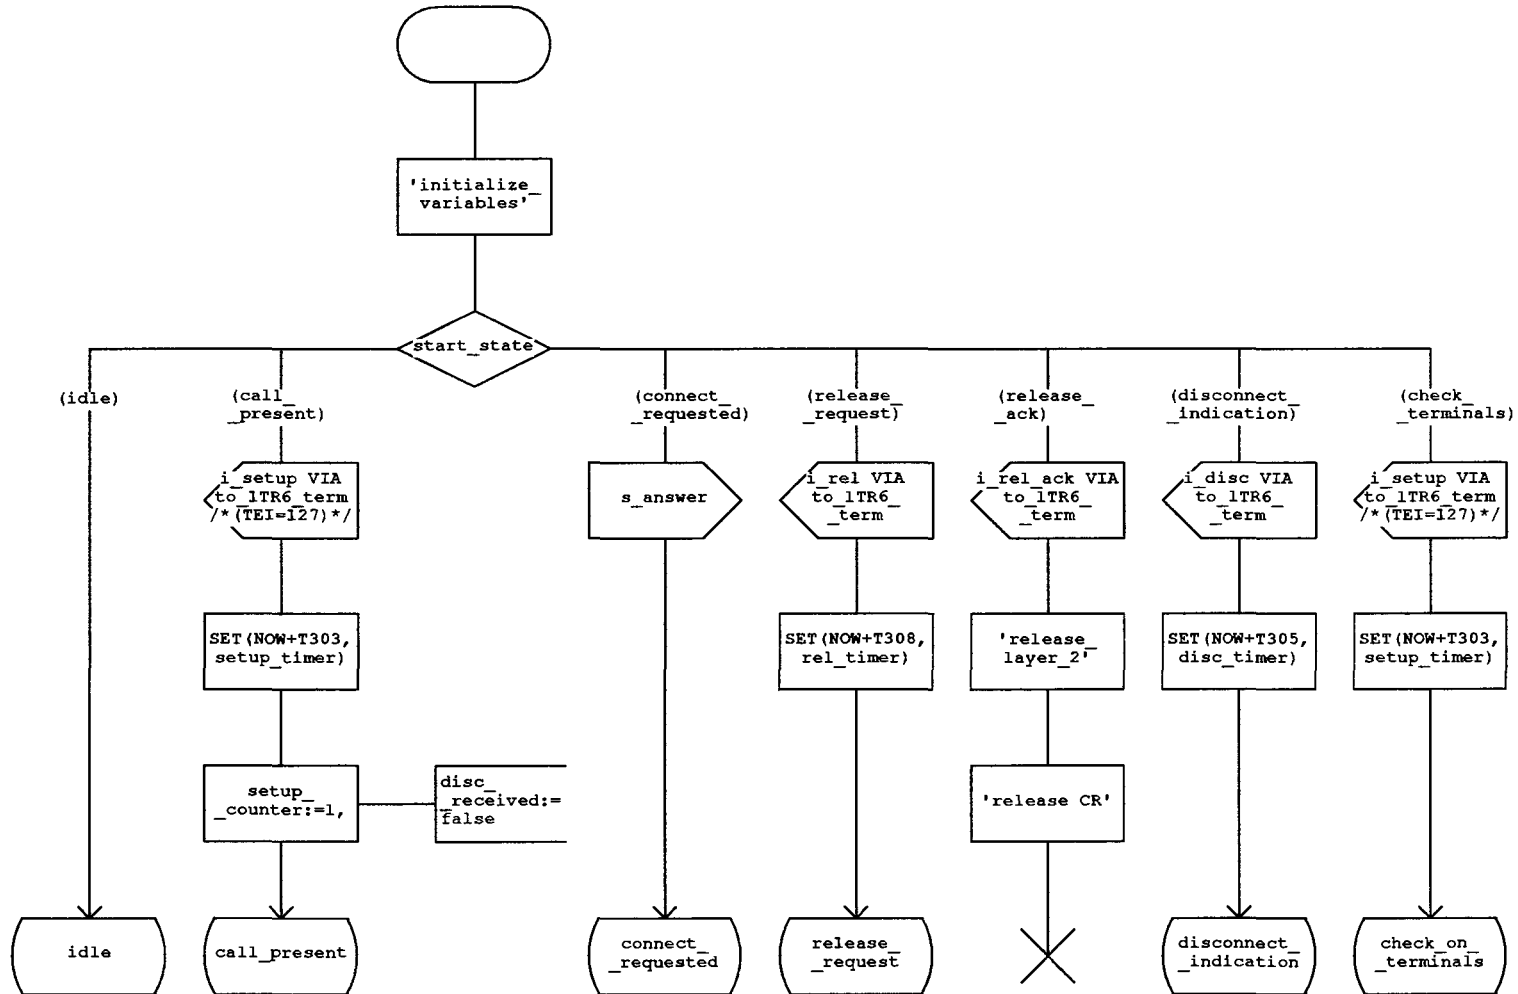 'initialize_
variables'
start_state
(idle)
(call_
_present)
(connect_
_requested)
(release_
_request)
(release_
_ack)
(disconnect_
_indication)
(check_
_terminals)
i_setup VIA
to_1TR6_term
/*(TEI=127)*/
s_answer
i_rel VIA
to_1TR6_
_term
i_rel_ack VIA
to_1TR6_
_term
i_disc VIA
to_1TR6_
_term
i_setup VIA
to_1TR6_term
/*(TEI=127)*/
SET(NOW+T303,
setup_timer)
SET(NOW+T308,
rel_timer)
'release_
layer_2'
SET(NOW+T305,
disc_timer)
SET(NOW+T303,
setup_timer)
setup_
_counter:=1,
disc_
_received:=
false
'release CR'
idle
call_present
connect_
_requested
release_
_request
disconnect_
_indication
check_on_
_terminals